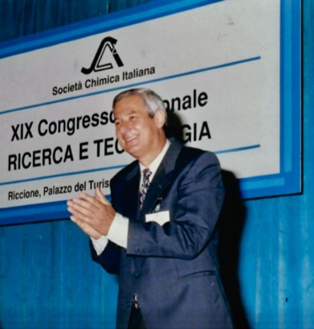 Società Chimica Italiana
XIX Congresso
RICERCA E
Riccione, Palazzo del